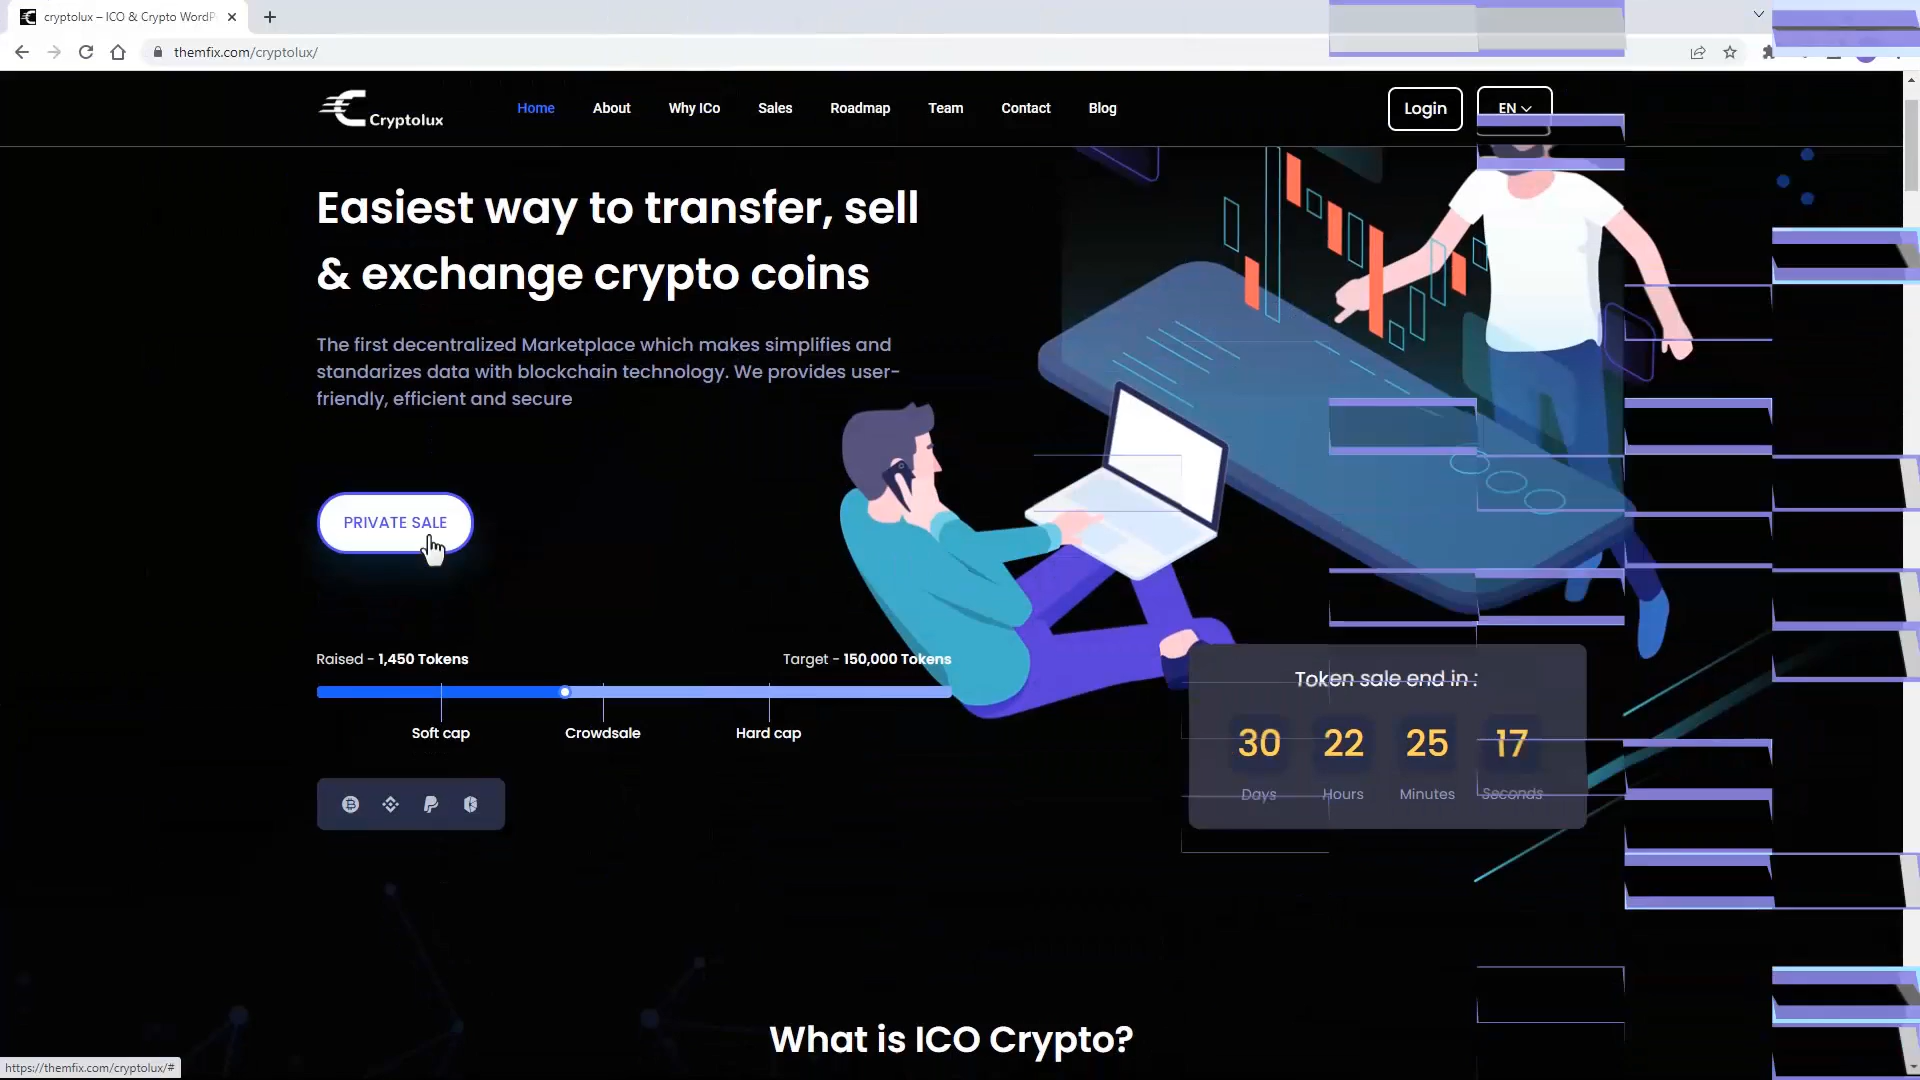 cryptolux – ICO & Crypto WordP
themfix.com/cryptolux/
Cryptolux
Home
About
Why ICo
Sales
Roadmap
Team
Contact
Blog
Login
EN
Easiest way to transfer, sell
& exchange crypto coins
The first decentralized Marketplace which makes simplifies and
standarizes data with blockchain technology. We provides user-
friendly, efficient and secure
PRIVATE SALE
Raised - 1,450 Tokens
Target - 150,000 Tokens
Soft cap
Crowdsale
Hard cap
Token sale end in :
30 22 25 17
Days Hours Minutes Seconds
What is ICO Crypto?
https://themfix.com/cryptolux/#